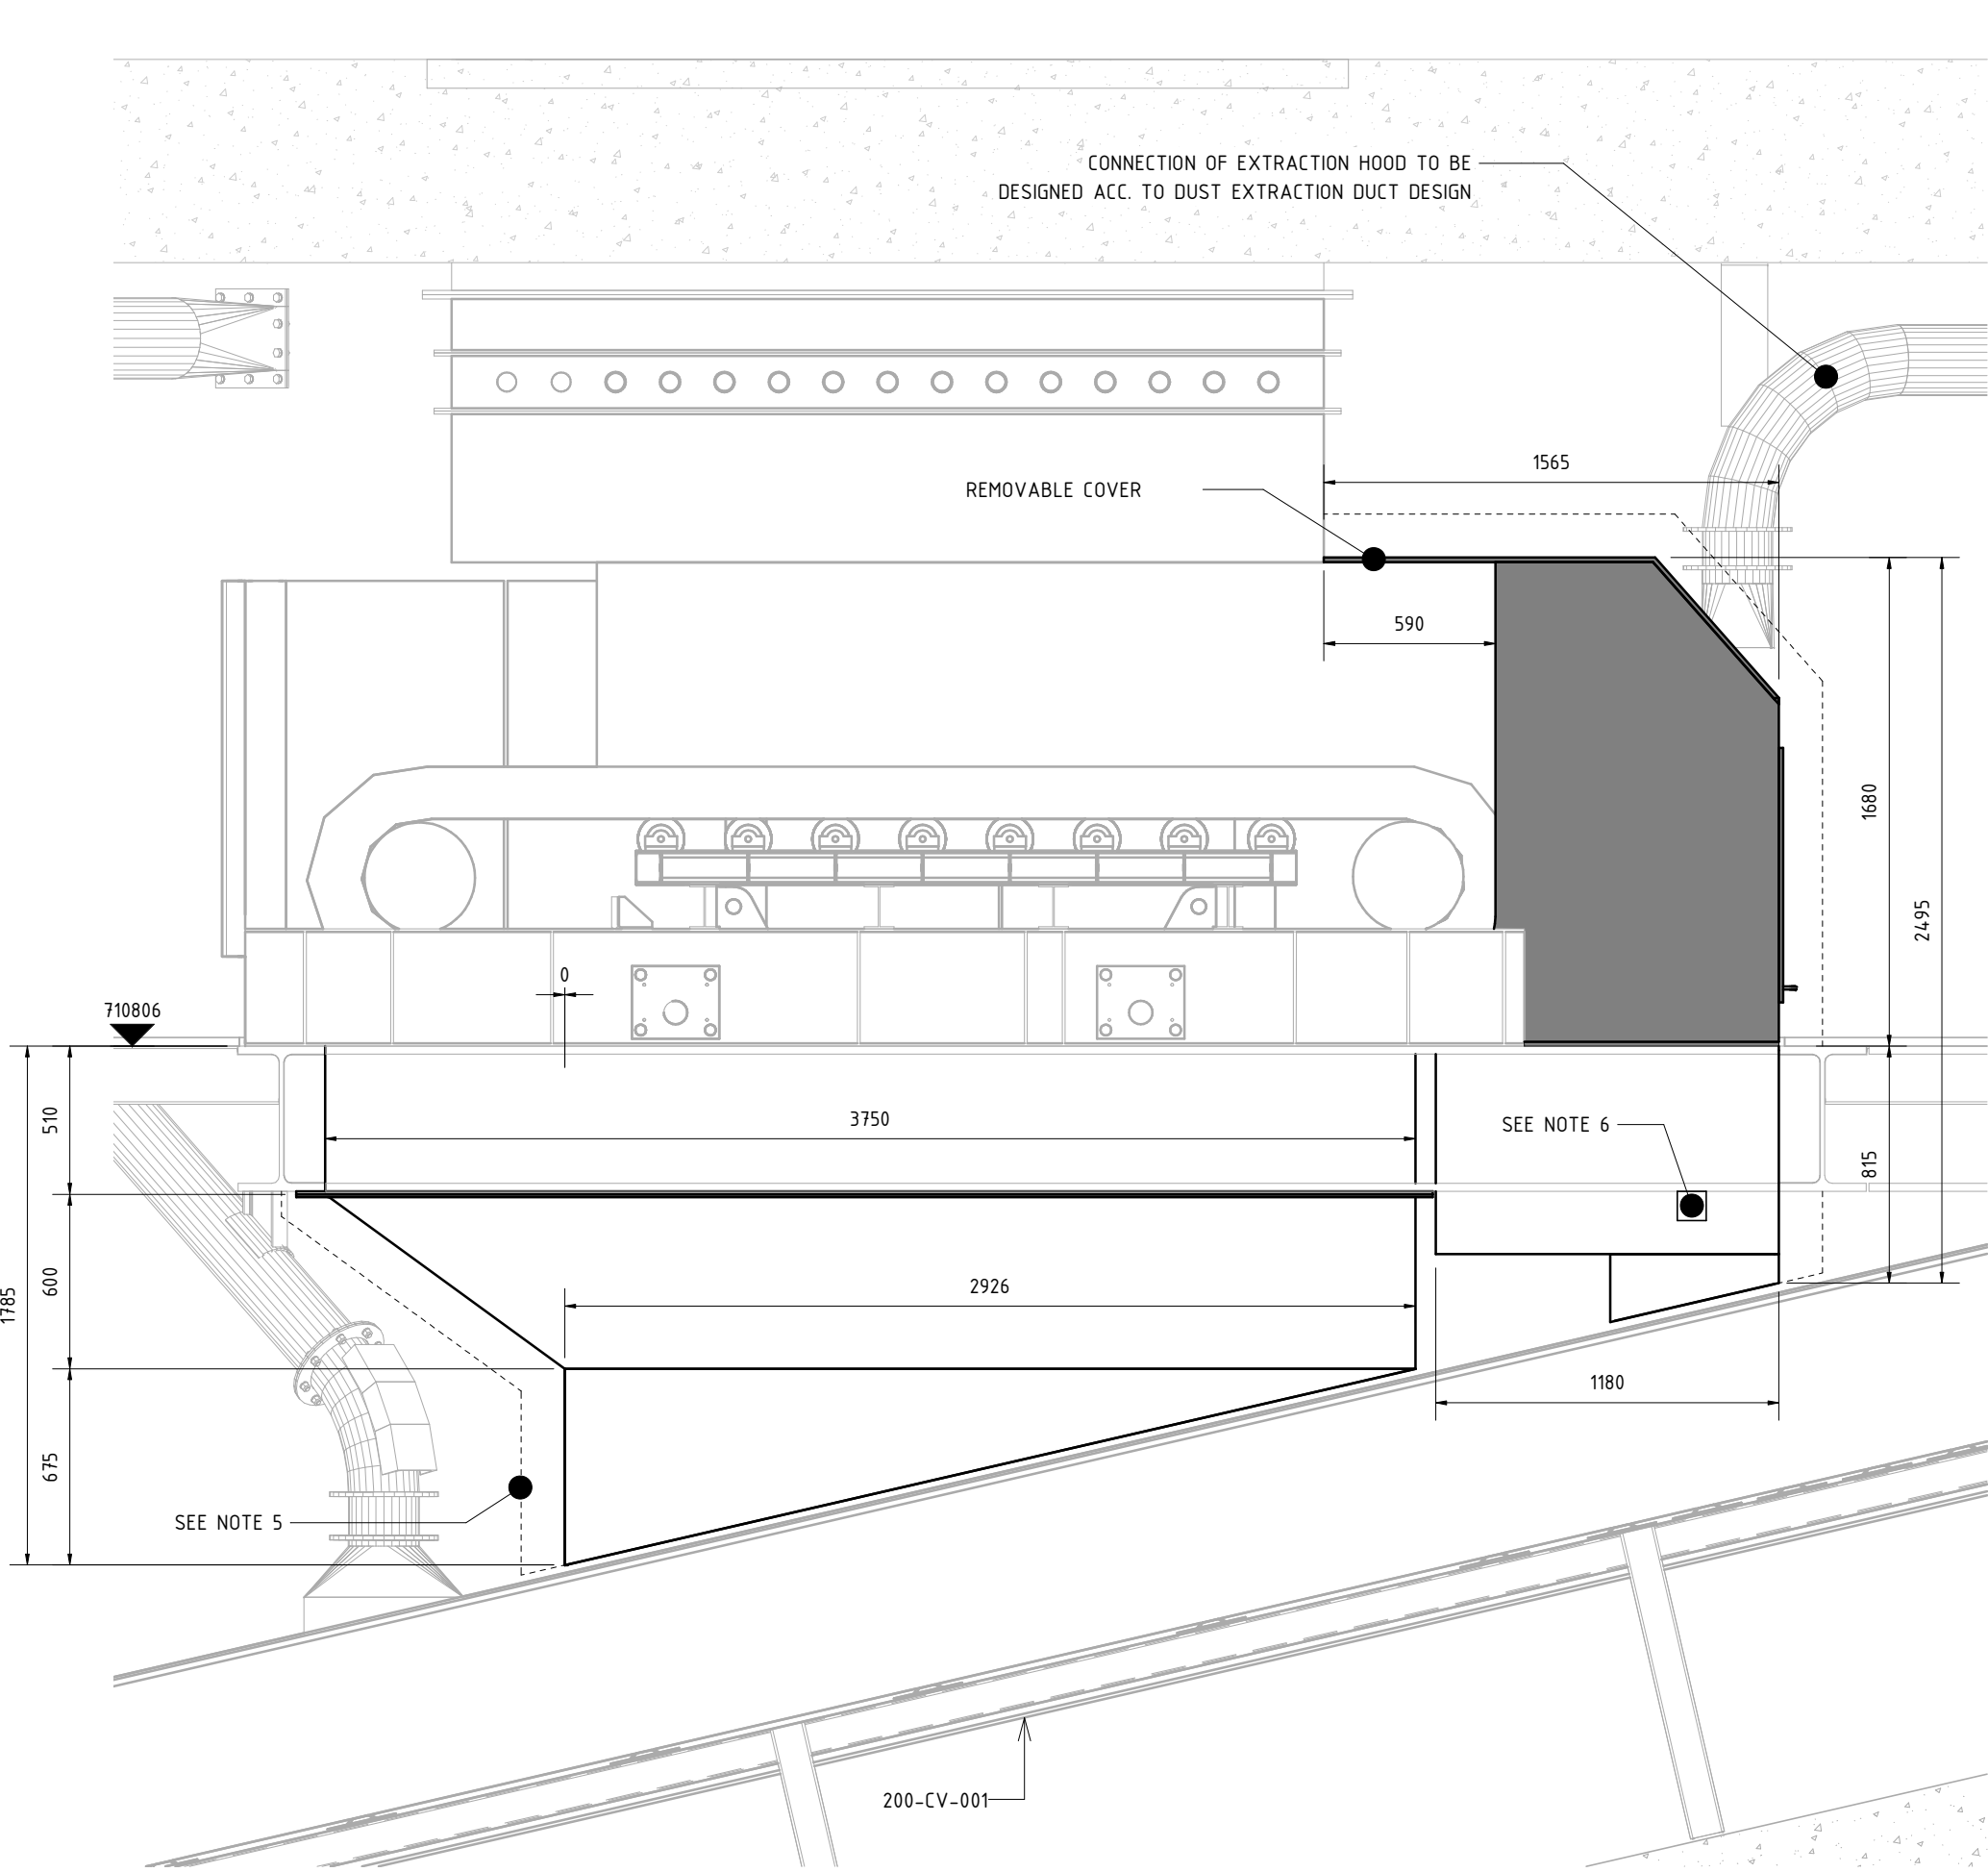 CONNECTION OF EXTRACTION HOOD TO BE
DESIGNED ACC. TO DUST EXTRACTION DUCT DESIGN
1565
REMOVABLE COVER
590
1680
2495
0
710806
510
3750
SEE NOTE 6
815
600
1785
2926
1180
675
SEE NOTE 5
200-CV-001